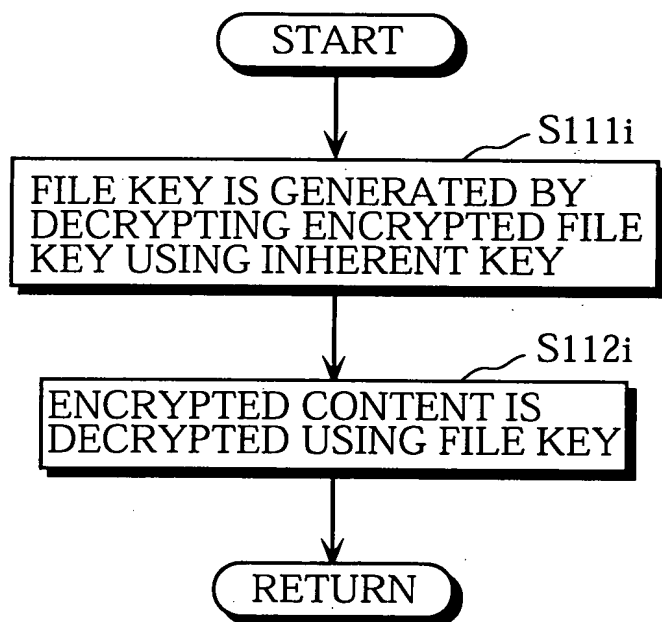 START
S111i
FILE KEY IS GENERATED BY
DECRYPTING ENCRYPTED FILE
KEY USING INHERENT KEY
S112i
ENCRYPTED CONTENT IS
DECRYPTED USING FILE KEY
RETURN